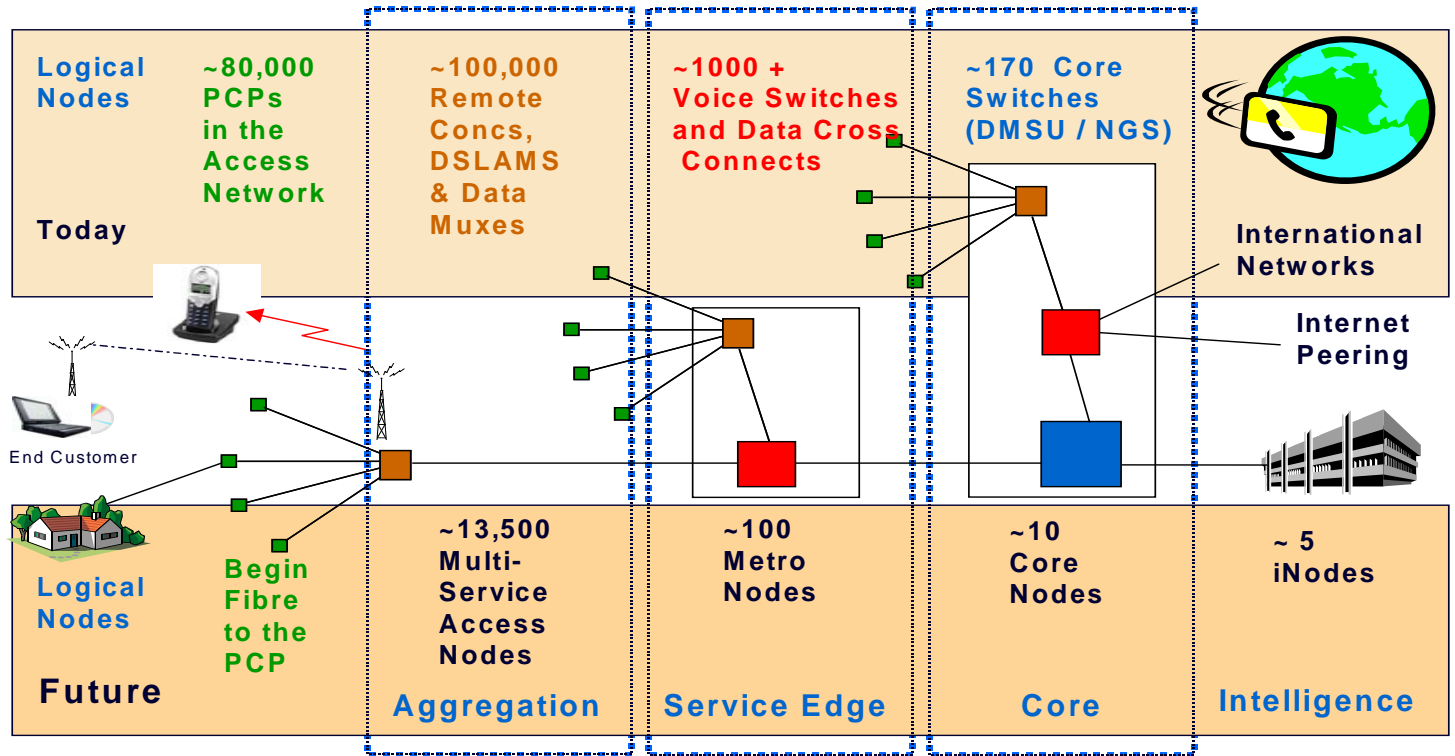 Logical
Nodes
Today
~80,000
PCPs
in the
Access
Network
~100,000
Remote
Concs,
DSLAMS
& Data
Muxes
~1000 +
Voice Switches
and Data Cross
Connects
~170 Core
Switches
(DMSU / NGS)
International
Networks
Internet
Peering
End Customer
Logical
Nodes
Future
Begin
Fibre
to the
PCP
~13,500
Multi-
Service
Access
Nodes
Aggregation
~100
Metro
Nodes
Service Edge
~10
Core
Nodes
Core
~ 5
iNodes
Intelligence